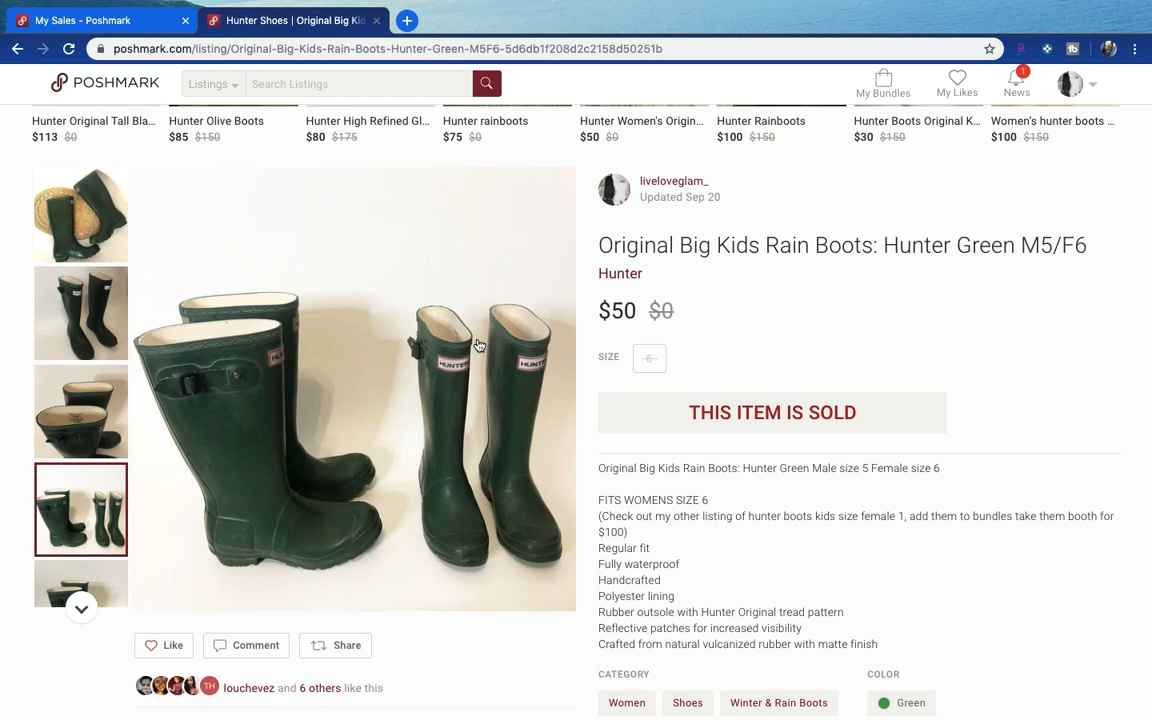 My Sales - Poshmark
Hunter Shoes | Original Big Kid
poshmark.com/listing/Original-Big-Kids-Rain-Boots-Hunter-Green-M5F6-5d6db1f208d2c2158d50251b
POSHMARK
Listings
Search Listings
My Bundles
My Likes
1
News
Hunter Original Tall Bla...
$113 $0
Hunter Olive Boots
$85 $150
Hunter High Refined Gl...
$80 $175
Hunter rainboots
$75 $0
Hunter Women's Origin...
$50 $0
Hunter Rainboots
$100 $150
Hunter Boots Original K...
$30 $150
Women's hunter boots ...
$100 $150
liveloveglam_
Updated Sep 20
Original Big Kids Rain Boots: Hunter Green M5/F6
Hunter
$50 $0
SIZE
6
THIS ITEM IS SOLD
Original Big Kids Rain Boots: Hunter Green Male size 5 Female size 6
FITS WOMENS SIZE 6
(Check out my other listing of hunter boots kids size female 1, add them to bundles take them booth for
$100)
Regular fit
Fully waterproof
Handcrafted
Polyester lining
Rubber outsole with Hunter Original tread pattern
Reflective patches for increased visibility
Crafted from natural vulcanized rubber with matte finish
CATEGORY
Women
Shoes
Winter & Rain Boots
COLOR
Green
HUNTER
Like
Comment
Share
TH
louchevez and 6 others like this